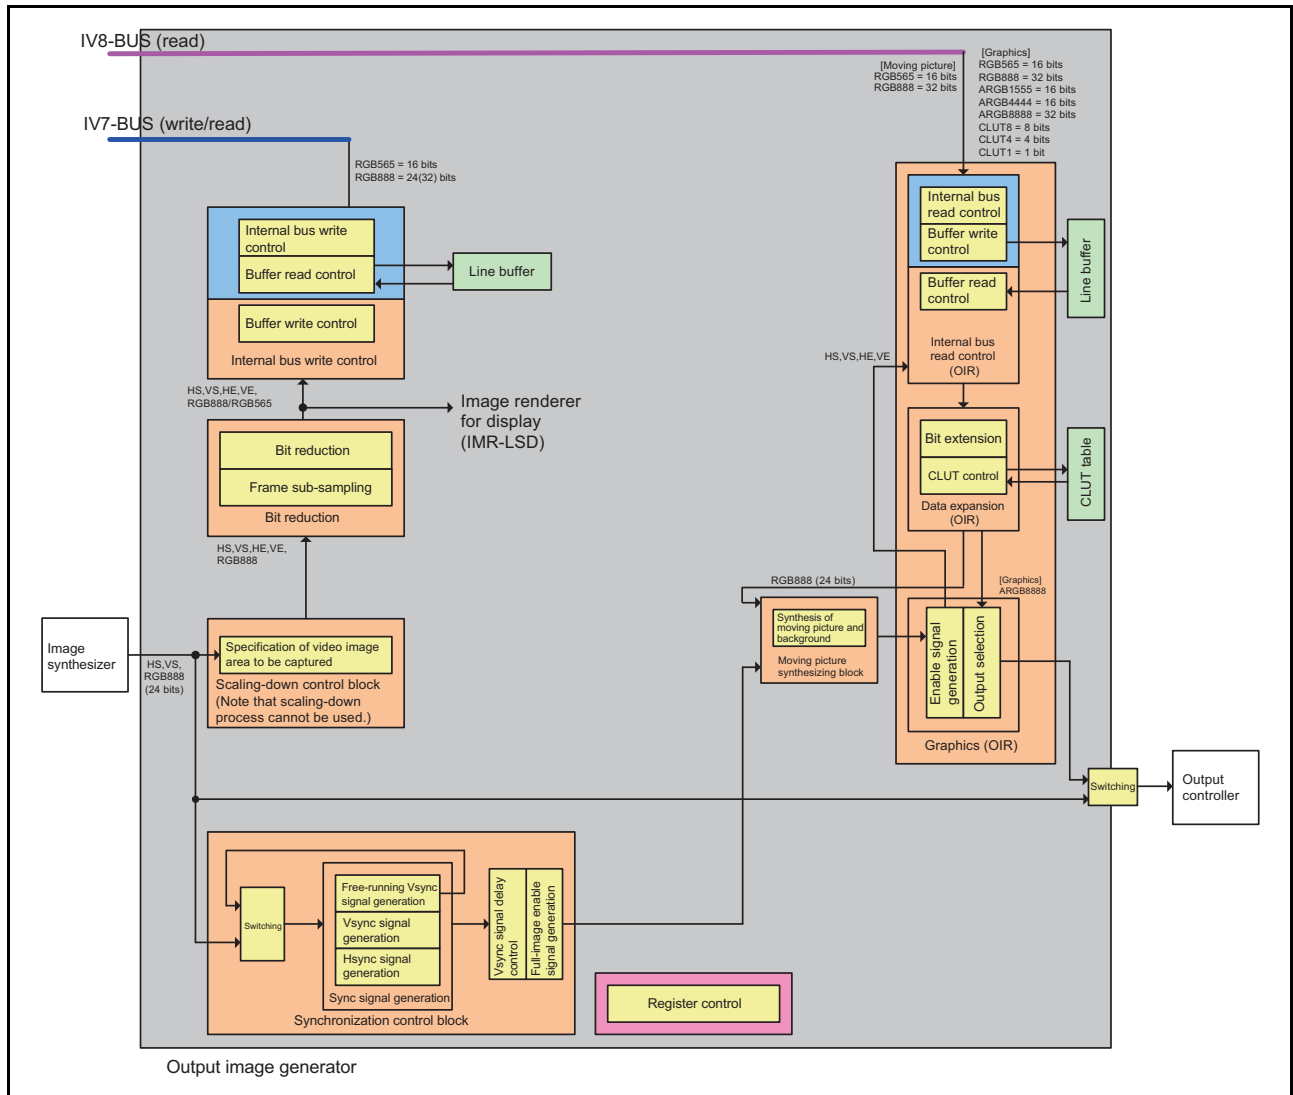 IV8-BUS (read)
[Moving picture]
RGB565 = 16 bits
RGB888 = 32 bits
[Graphics]
RGB565 = 16 bits
RGB888 = 32 bits
ARGB1555 = 16 bits
ARGB4444 = 16 bits
ARGB8888 = 32 bits
CLUT8 = 8 bits
CLUT4 = 4 bits
CLUT1 = 1 bit
IV7-BUS (write/read)
RGB565 = 16 bits
RGB888 = 24(32) bits
Internal bus write
control
Buffer read control
Buffer write control
Internal bus write control
Line buffer
Internal bus
read control
Buffer write
control
Buffer read
control
Internal bus
read control
(OIR)
Line buffer
HS,VS,HE,VE
HS,VS,HE,VE,
RGB888/RGB565
Image renderer
for display
(IMR-LSD)
Bit reduction
Frame sub-sampling
Bit reduction
Bit extension
CLUT control
Data expansion
(OIR)
CLUT table
HS,VS,HE,VE,
RGB888
RGB888 (24 bits)
[Graphics]
ARGB8888
Image
synthesizer
HS,VS,
RGB888
(24 bits)
Specification of video image
area to be captured
Scaling-down control block
(Note that scaling-down
process cannot be used.)
Synthesis of
moving picture and
background
Moving picture
synthesizing block
Enable signal
generation
Output selection
Graphics (OIR)
Switching
Output
controller
Switching
Free-running Vsync
signal generation
Vsync signal
generation
Hsync signal
generation
Sync signal generation
Vsync signal delay
control
Full-image enable
signal generation
Synchronization control block
Register control
Output image generator